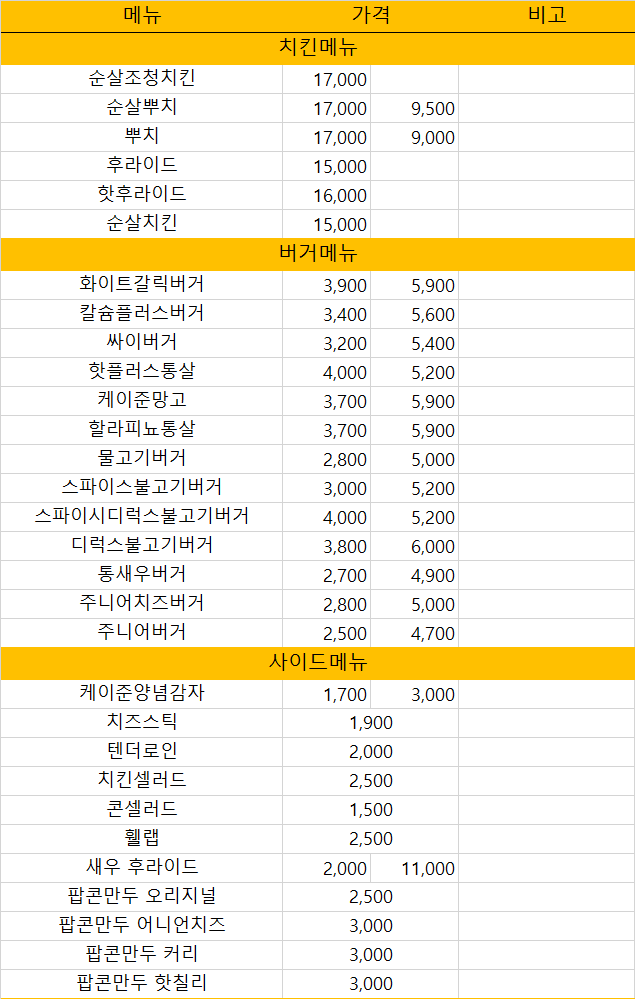 메뉴 가격 비고
치킨메뉴
순살조청치킨 17,000
순살뿌치 17,000 9,500
뿌치 17,000 9,000
후라이드 15,000
핫후라이드 16,000
순살치킨 15,000
버거메뉴
화이트갈릭버거 3,900 5,900
칼슘플러스버거 3,400 5,600
싸이버거 3,200 5,400
핫플러스통살 4,000 5,200
케이준망고 3,700 5,900
할라피뇨통살 3,700 5,900
물고기버거 2,800 5,000
스파이스불고기버거 3,000 5,200
스파이시디럭스불고기버거 4,000 5,200
디럭스불고기버거 3,800 6,000
통새우버거 2,700 4,900
주니어치즈버거 2,800 5,000
주니어버거 2,500 4,700
사이드메뉴
케이준양념감자 1,700 3,000
치즈스틱 1,900
텐더로인 2,000
치킨셀러드 2,500
콘셀러드 1,500
휄랩 2,500
새우 후라이드 2,000 11,000
팝콘만두 오리지널 2,500
팝콘만두 어니언치즈 3,000
팝콘만두 커리 3,000
팝콘만두 핫칠리 3,000